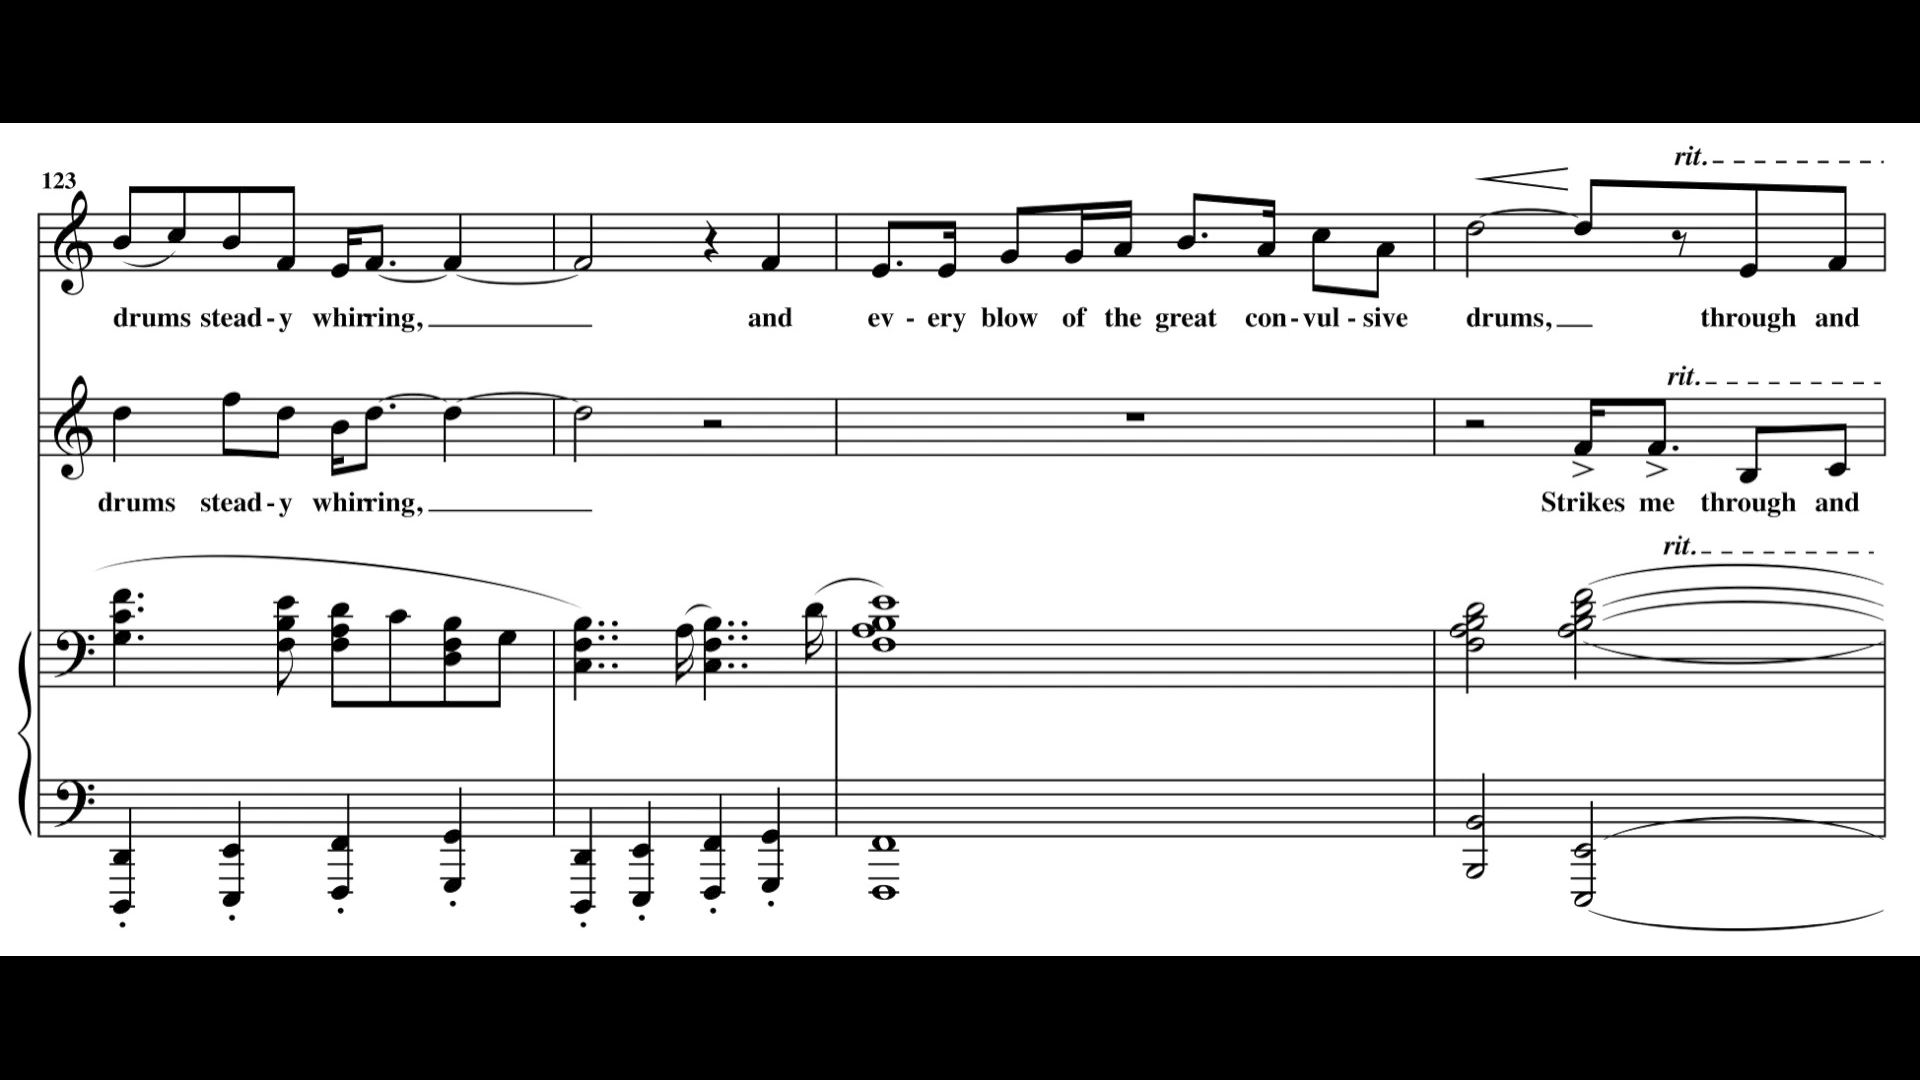 rit.
123
drums stead - y whirring, and ev - ery blow of the great con - vul - sive drums, through and
rit.
drums stead - y whirring, Strikes me through and
rit.